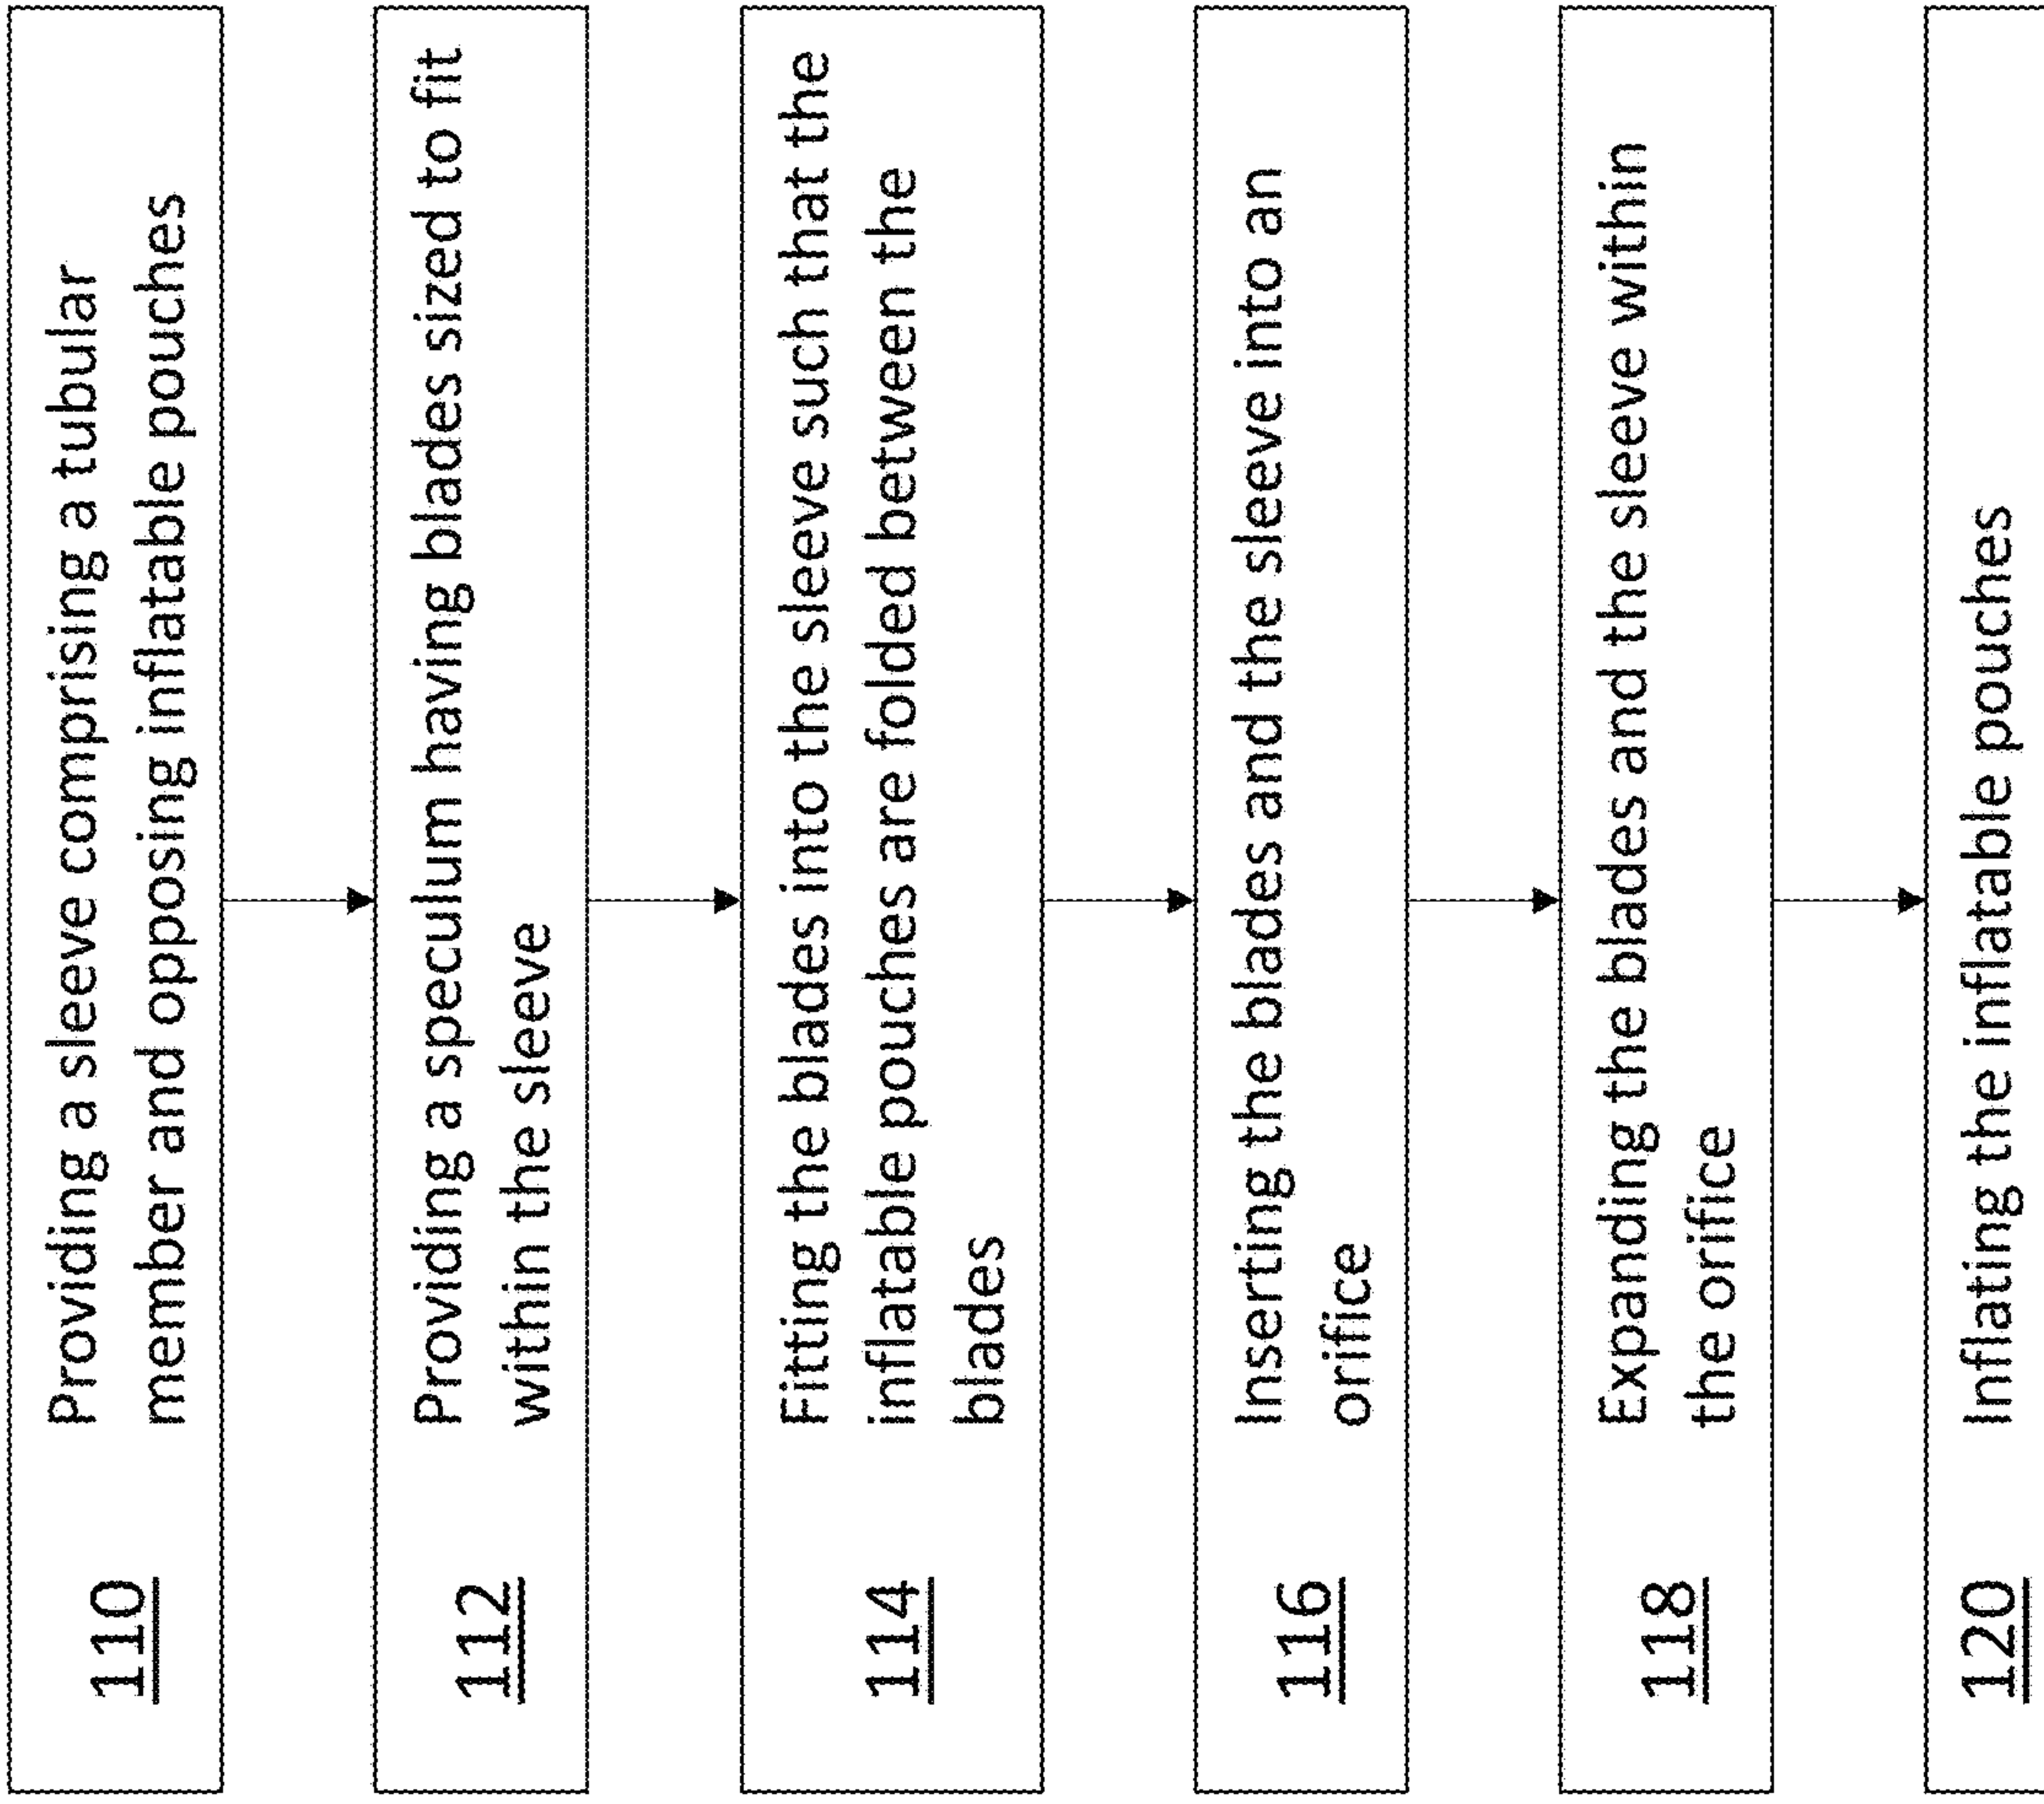 110
Providing a sleeve comprising a tubular
member and opposing inflatable pouches
112
Providing a speculum having blades sized to fit
within the sleeve
114
Fitting the blades into the sleeve such that the
inflatable pouches are folded between the
blades
116
Inserting the blades and the sleeve into an
orifice
118
Expanding the blades and the sleeve within
the orifice
120
Inflating the inflatable pouches